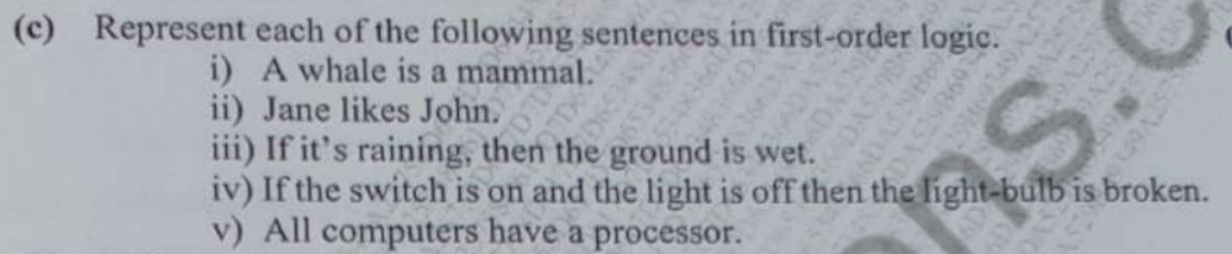 (c) Represent each of the following sentences in first-order logic.
i) A whale is a mammal.
ii) Jane likes John.
iii) If it's raining, then the ground is wet.
iv) If the switch is on and the light is off then the light-bulb is broken.
v) All computers have a processor.
ns.c